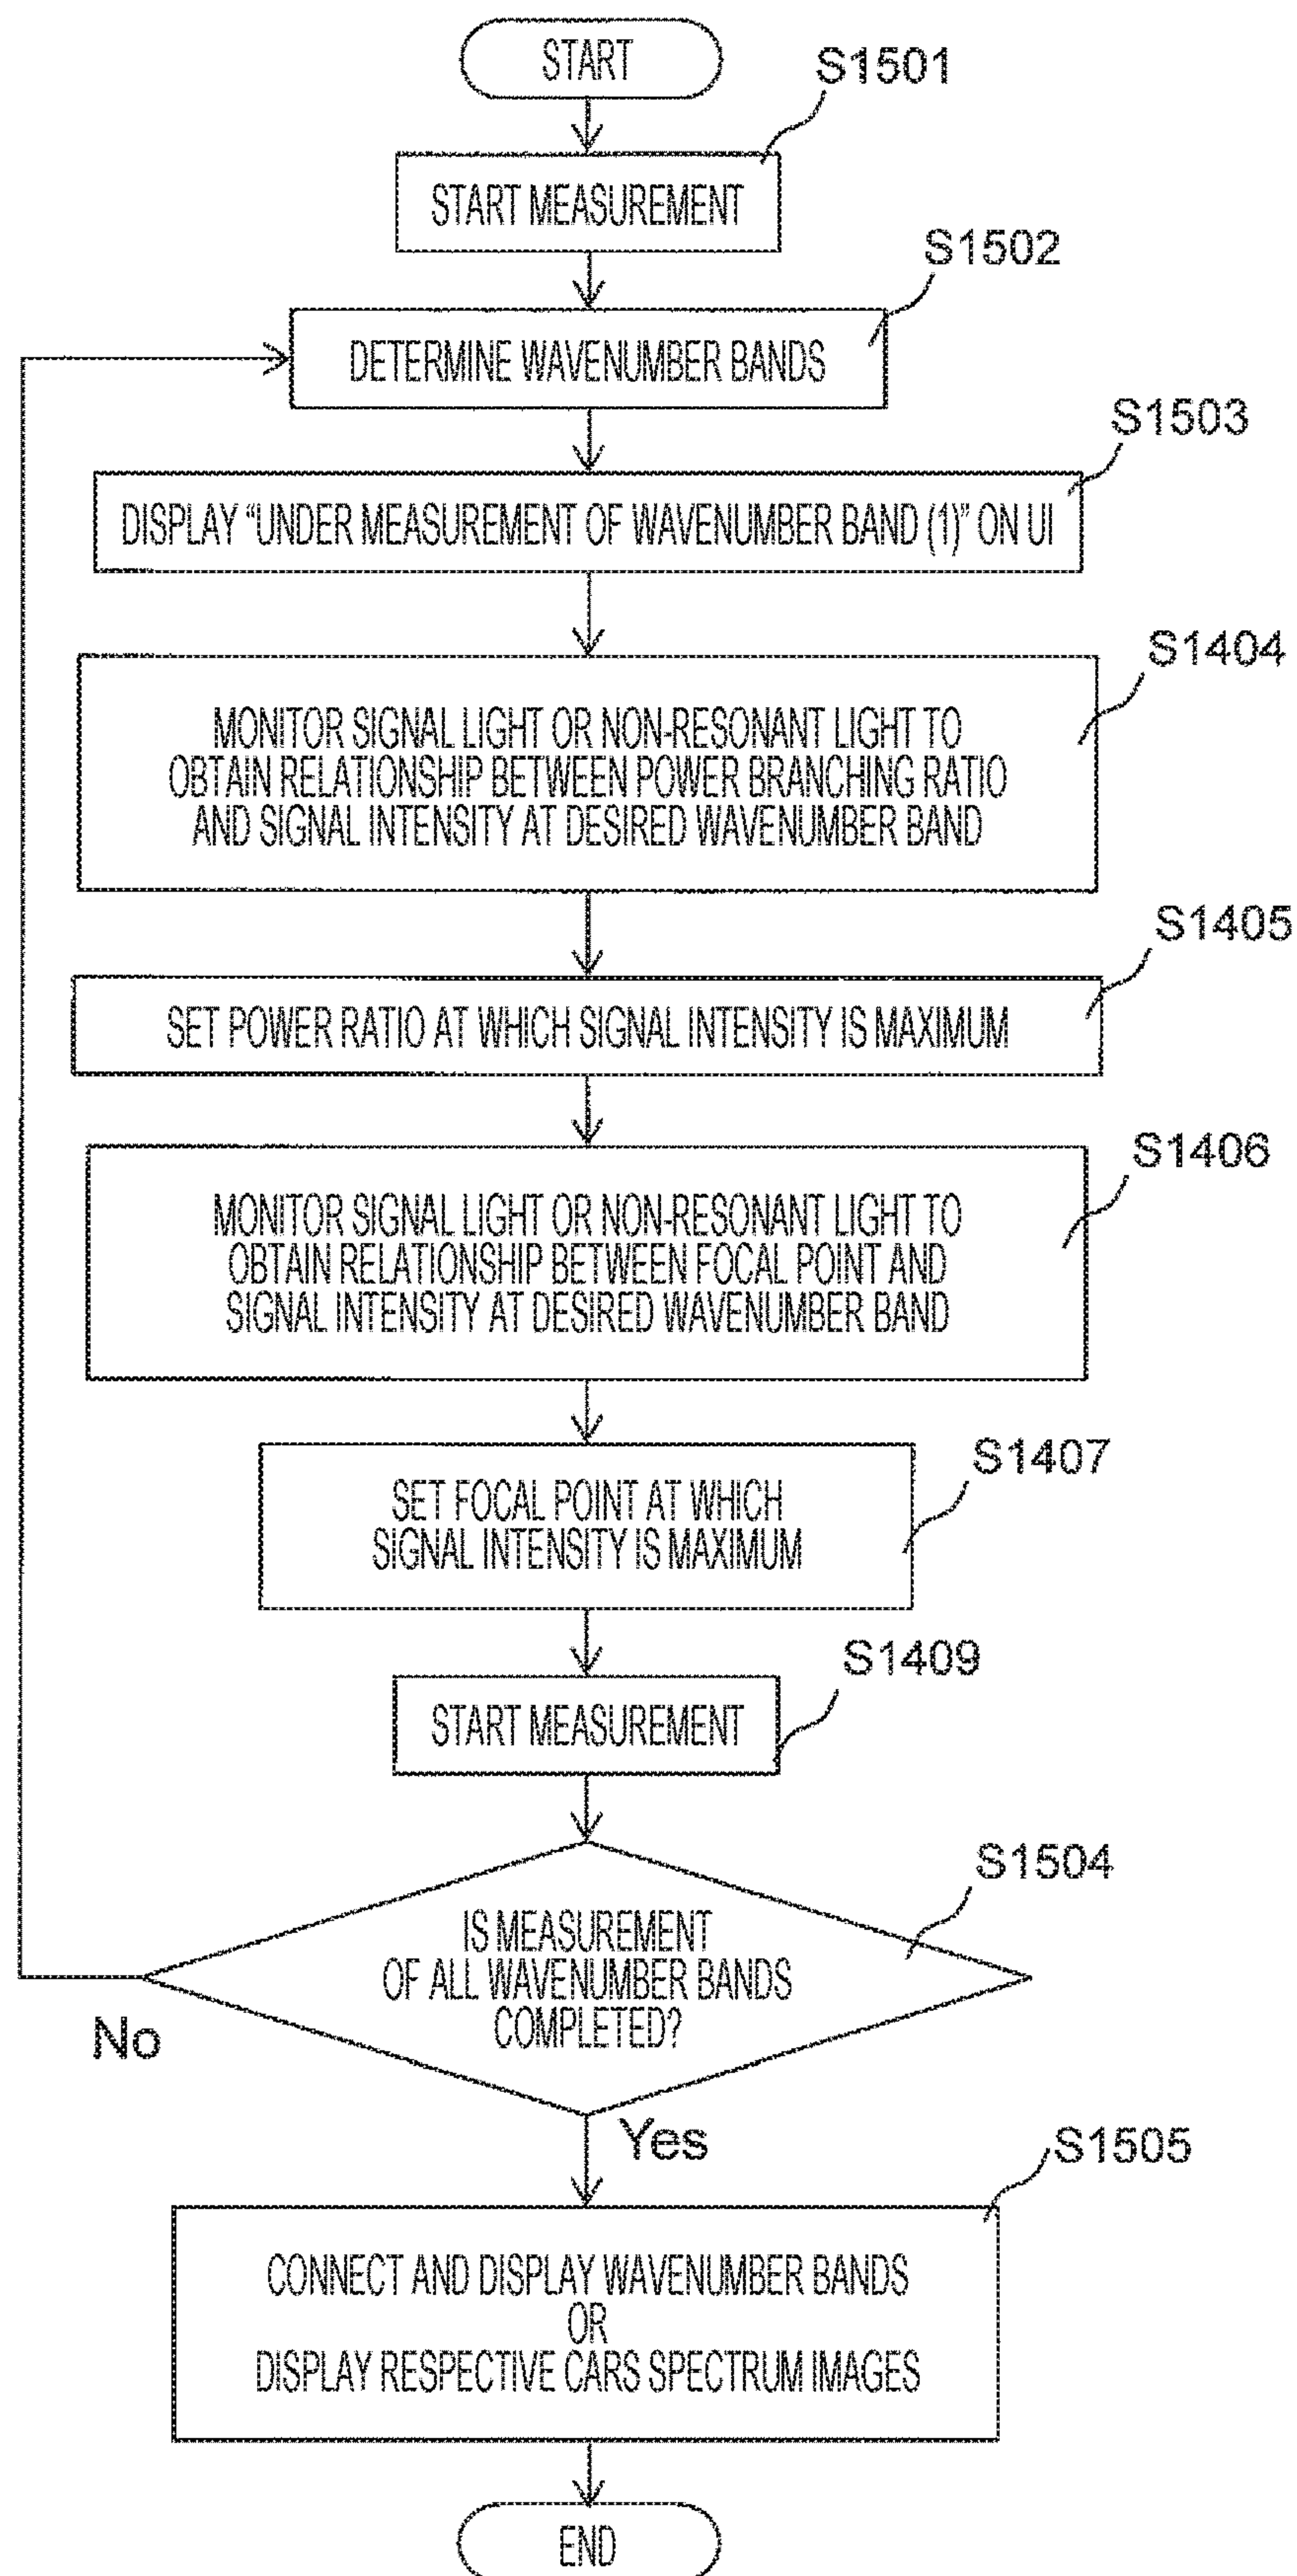 START
S1501
START MEASUREMENT
S1502
DETERMINE WAVENUMBER BANDS
S1503
DISPLAY “UNDER MEASUREMENT OF WAVENUMBER BAND (1)” ON UI
S1404
MONITOR SIGNAL LIGHT OR NON-RESONANT LIGHT TO
OBTAIN RELATIONSHIP BETWEEN POWER BRANCHING RATIO
AND SIGNAL INTENSITY AT DESIRED WAVENUMBER BAND
S1405
SET POWER RATIO AT WHICH SIGNAL INTENSITY IS MAXIMUM
S1406
MONITOR SIGNAL LIGHT OR NON-RESONANT LIGHT TO
OBTAIN RELATIONSHIP BETWEEN FOCAL POINT AND
SIGNAL INTENSITY AT DESIRED WAVENUMBER BAND
S1407
SET FOCAL POINT AT WHICH
SIGNAL INTENSITY IS MAXIMUM
S1409
START MEASUREMENT
S1504
IS MEASUREMENT
OF ALL WAVENUMBER BANDS
COMPLETED?
No
Yes
S1505
CONNECT AND DISPLAY WAVENUMBER BANDS
OR
DISPLAY RESPECTIVE CARS SPECTRUM IMAGES
END